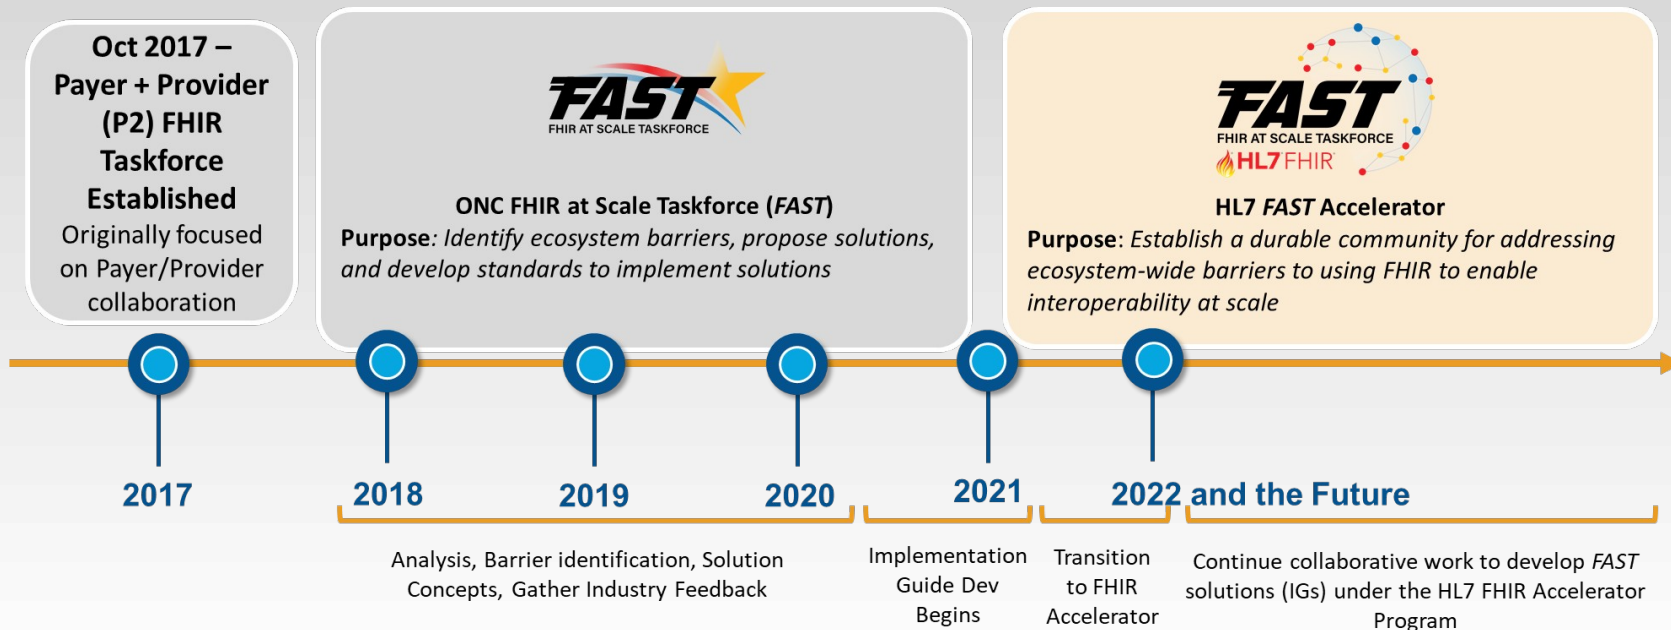 Oct 2017 –
Payer + Provider
(P2) FHIR
Taskforce
Established
Originally focused
on Payer/Provider
collaboration
FAST
FHIR AT SCALE TASKFORCE
ONC FHIR at Scale Taskforce (FAST)
Purpose: Identify ecosystem barriers, propose solutions,
and develop standards to implement solutions
FAST
FHIR AT SCALE TASKFORCE
HL7 FHIR
HL7 FAST Accelerator
Purpose: Establish a durable community for addressing
ecosystem-wide barriers to using FHIR to enable
interoperability at scale
2017
2018
2019
2020
2021
2022 and the Future
Analysis, Barrier identification, Solution
Concepts, Gather Industry Feedback
Implementation
Guide Dev
Begins
Transition
to FHIR
Accelerator
Continue collaborative work to develop FAST
solutions (IGs) under the HL7 FHIR Accelerator
Program